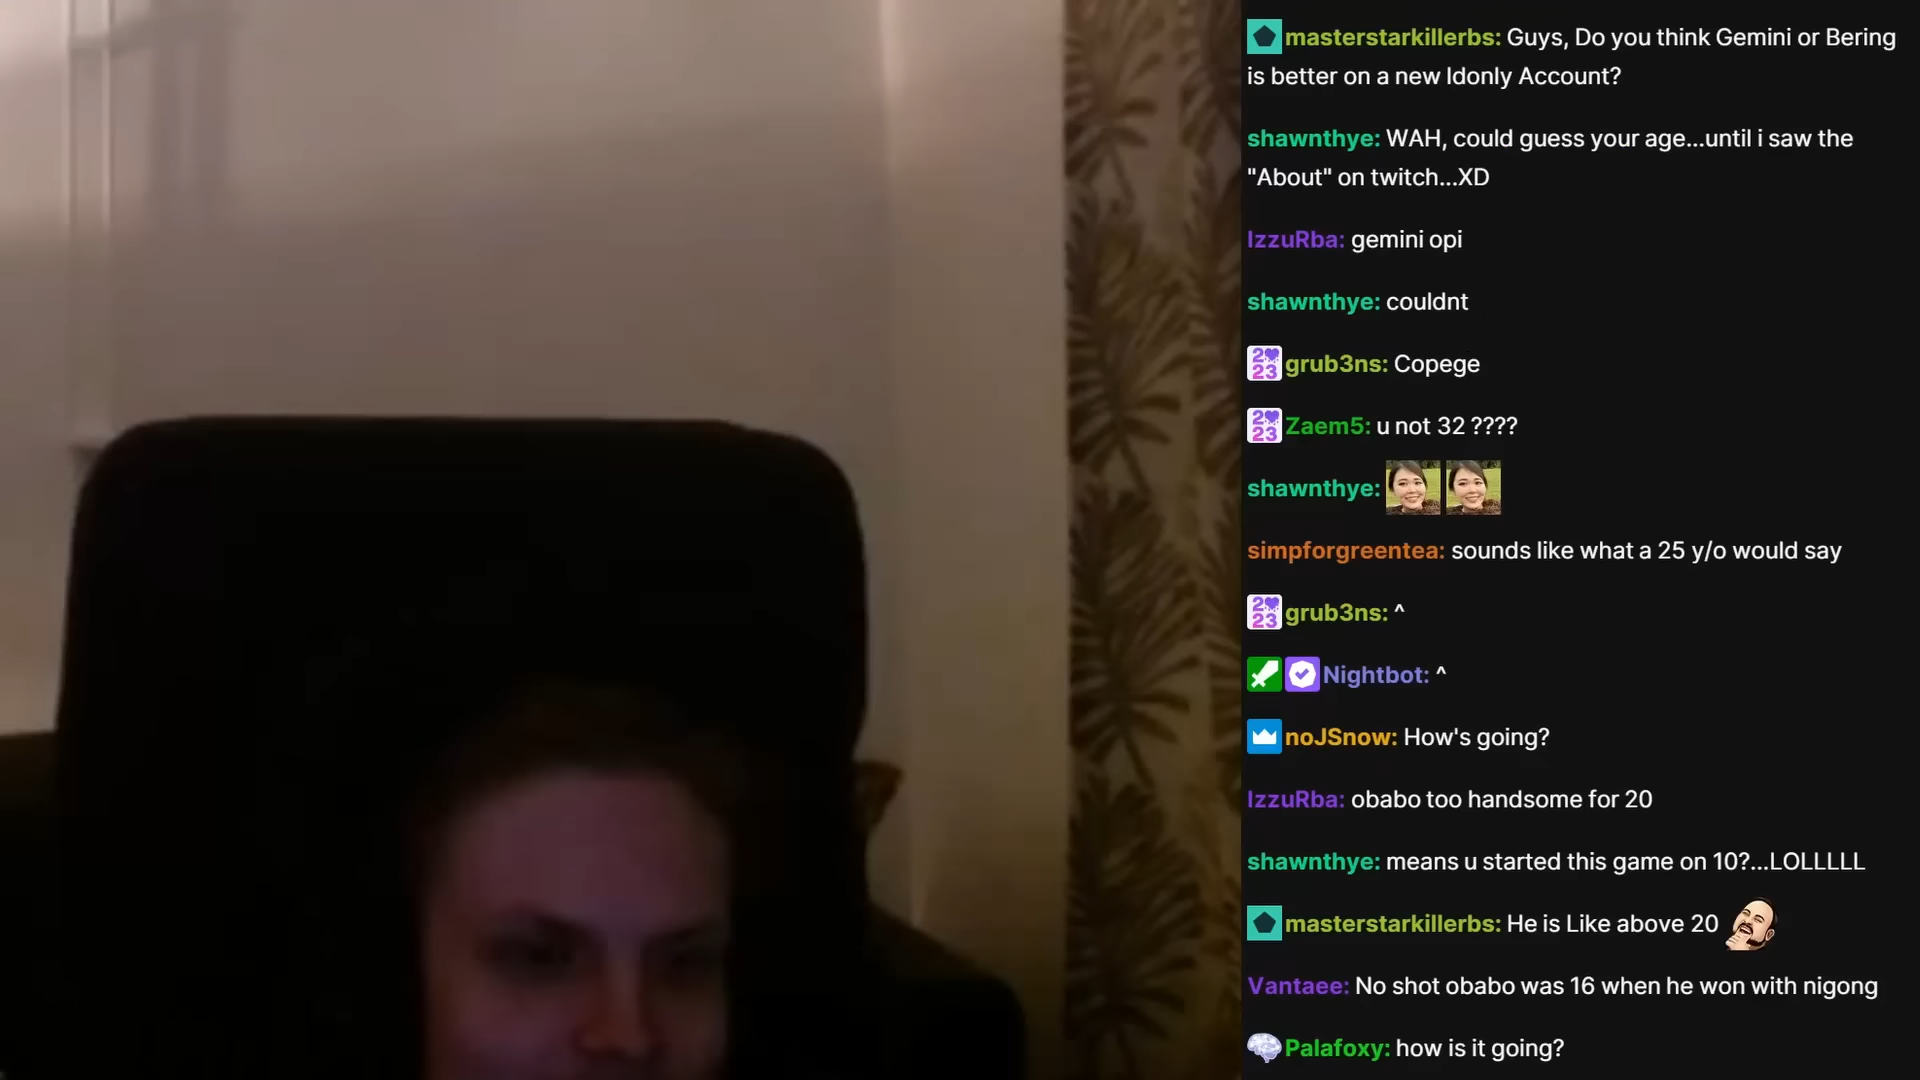 masterstarkillerbs: Guys, Do you think Gemini or Bering
is better on a new ldonly Account?
shawnthye: WAH, could guess your age...until i saw the
"About" on twitch...XD
IzzuRba: gemini opi
shawnthye: couldnt
2023 grub3ns: Copege
2023 Zaem5: u not 32 ????
shawnthye:
simpforgreentea: sounds like what a 25 y/o would say
2023 grub3ns: ^
Nightbot: ^
noJSnow: How's going?
IzzuRba: obabo too handsome for 20
shawnthye: means u started this game on 10?...LOLLLLL
masterstarkillerbs: He is Like above 20
Vantaee: No shot obabo was 16 when he won with nigong
Palafoxy: how is it going?